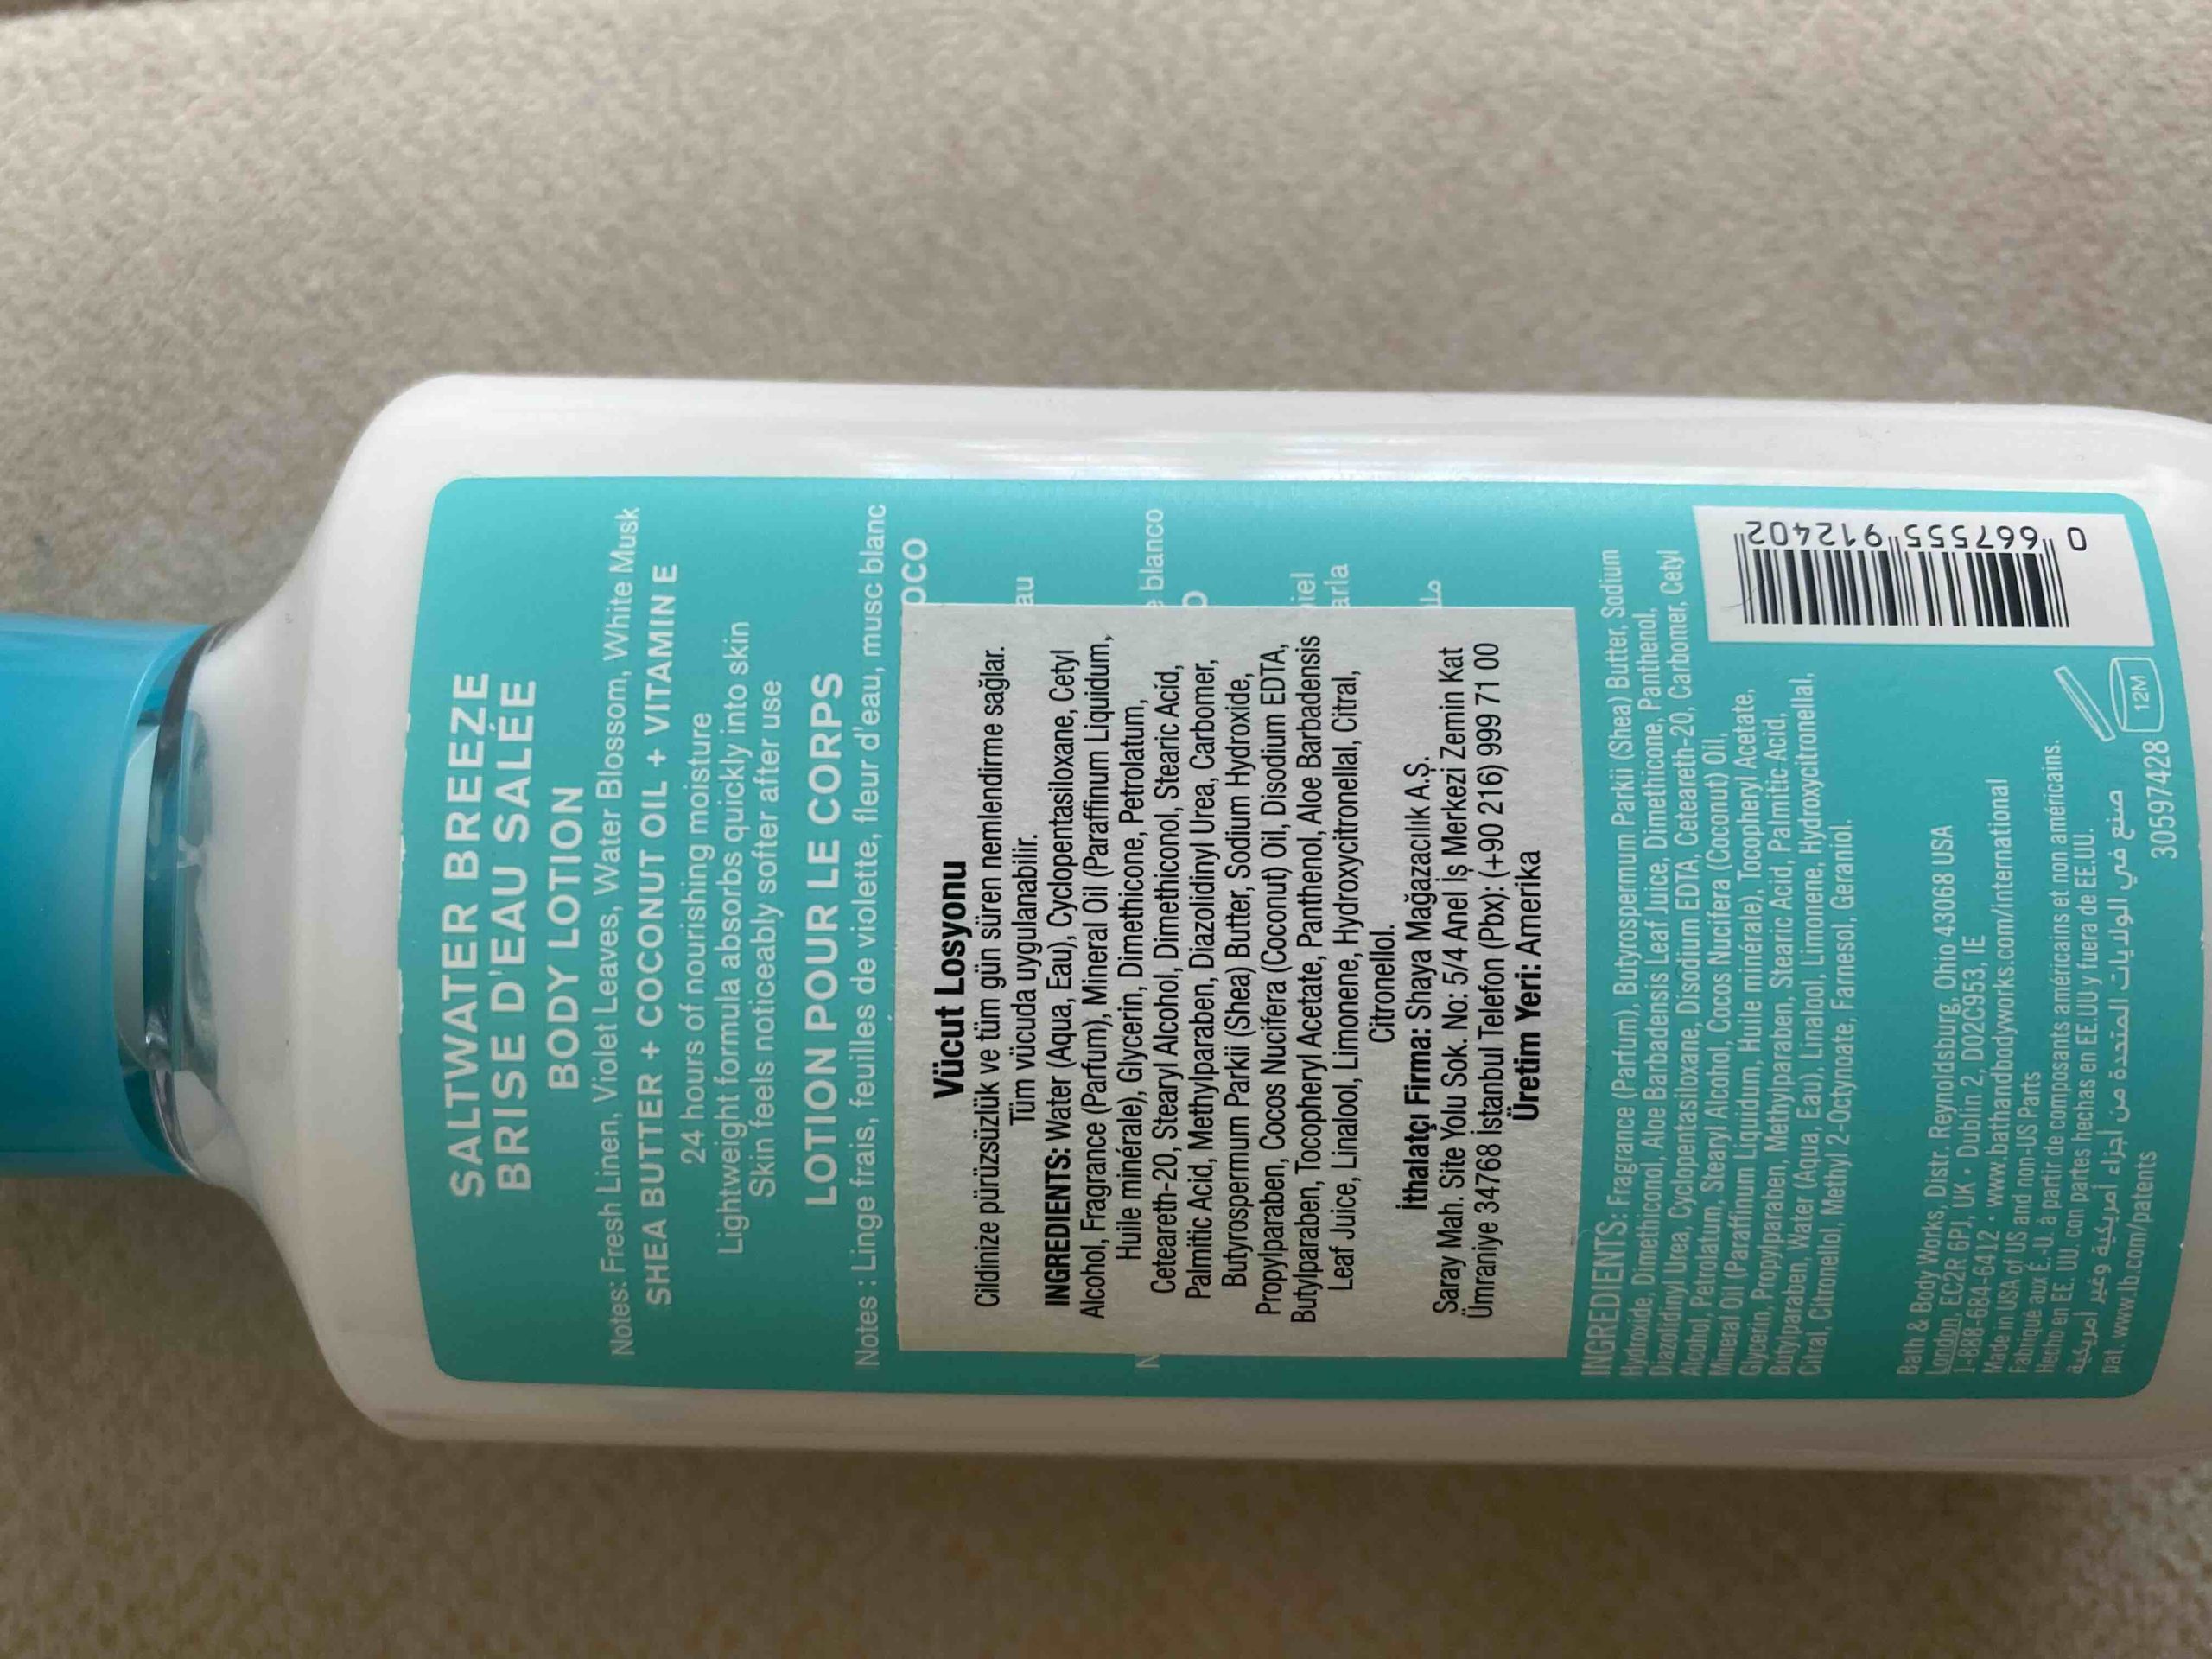 SALTWATER BREEZE
BRISE D'EAU SALÉE
BODY LOTION
Notes: Fresh Linen, Violet Leaves, Water Blossom, White Musk
SHEA BUTTER + COCONUT OIL + VITAMIN E
24 hours of nourishing moisture
Lightweight formula absorbs quickly into skin
Skin feels noticeably softer after use
LOTION POUR LE CORPS
Notes : Linge frais, feuilles de violette, fleur d'eau, musc blanc
OCO
au
N
e blanco
O
iel
arla
Vücut Losyonu
Cildinize pürüzsüzlük ve tüm gün süren nemlendirme sağlar.
Tüm vücuda uygulanabilir.
INGREDIENTS: Water (Aqua, Eau), Cyclopentasiloxane, Cetyl
Alcohol, Fragrance (Parfum), Mineral Oil (Paraffinum Liquidum,
Huile minérale), Glycerin, Dimethicone, Petrolatum,
Ceteareth-20, Stearyl Alcohol, Dimethiconol, Stearic Acid,
Palmitic Acid, Methylparaben, Diazolidinyl Urea, Carbomer,
Butyrospermum Parkii (Shea) Butter, Sodium Hydroxide,
Propylparaben, Cocos Nucifera (Coconut) Oil, Disodium EDTA,
Butylparaben, Tocopheryl Acetate, Panthenol, Aloe Barbadensis
Leaf Juice, Linalool, Limonene, Hydroxycitronellal, Citral,
Citronellol.
İthalatçı Firma: Shaya Mağazacılık A.Ş.
Saray Mah. Site Yolu Sok. No: 5/4 Anel İş Merkezi Zemin Kat
Ümraniye 34768 İstanbul Telefon (Pbx): (+90 216) 999 71 00
Üretim Yeri: Amerika
INGREDIENTS: Fragrance (Parfum), Butyrospermum Parkii (Shea) Butter, Sodium
Hydroxide, Dimethiconol, Aloe Barbadensis Leaf Juice, Dimethicone, Panthenol,
Diazolidinyl Urea, Cyclopentasiloxane, Disodium EDTA, Ceteareth-20, Carbomer, Cetyl
Alcohol, Petrolatum, Stearyl Alcohol, Cocos Nucifera (Coconut) Oil,
Mineral Oil (Paraffinum Liquidum, Huile minérale), Tocopheryl Acetate,
Glycerin, Propylparaben, Methylparaben, Stearic Acid, Palmitic Acid,
Butylparaben, Water (Aqua, Eau), Linalool, Limonene, Hydroxycitronellal,
Citral, Citronellol, Methyl 2-Octynoate, Farnesol, Geraniol.
0 667555 912402
12M
Bath & Body Works, Distr. Reynoldsburg, Ohio 43068 USA
London, EC2R 6PJ, UK • Dublin 2, D02C953, IE
1-888-684-6412 • www.bathandbodyworks.com/international
Made in USA of US and non-US Parts
Fabriqué aux É.-U. à partir de composants américains et non américains.
Hecho en EE. UU. con partes hechas en EE.UU y fuera de EE.UU.
صنع في الولايات المتحدة من أجزاء أمريكية وغير أمريكية
pat. www.lb.com/patents
30597428